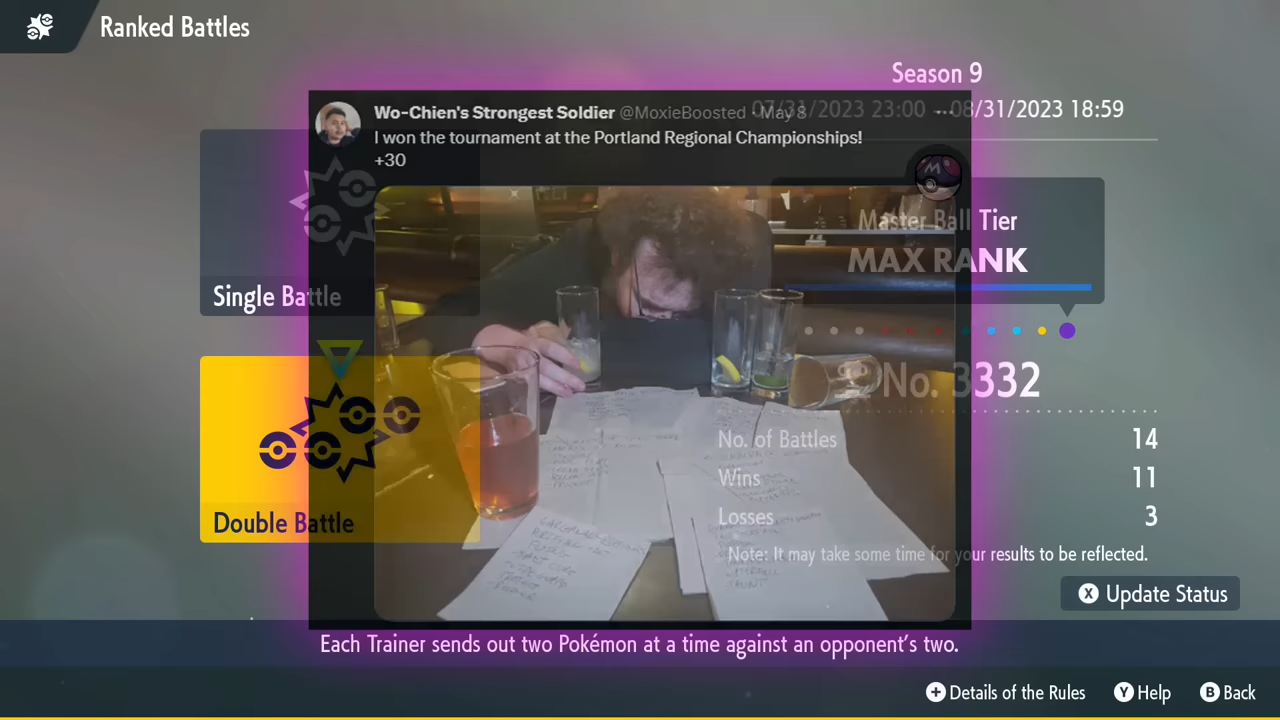 Ranked Battles
Season 9
07/31/2023 23:00 - 08/31/2023 18:59
Wo-Chien's Strongest Soldier @MoxieBoosted · May 8
I won the tournament at the Portland Regional Championships!
+30
M
Master Ball Tier
MAX RANK
Single Battle
No. 3332
No. of Battles 14
Wins 11
Losses 3
Double Battle
Note: It may take some time for your results to be reflected.
X Update Status
Each Trainer sends out two Pokémon at a time against an opponent's two.
+ Details of the Rules Y Help B Back